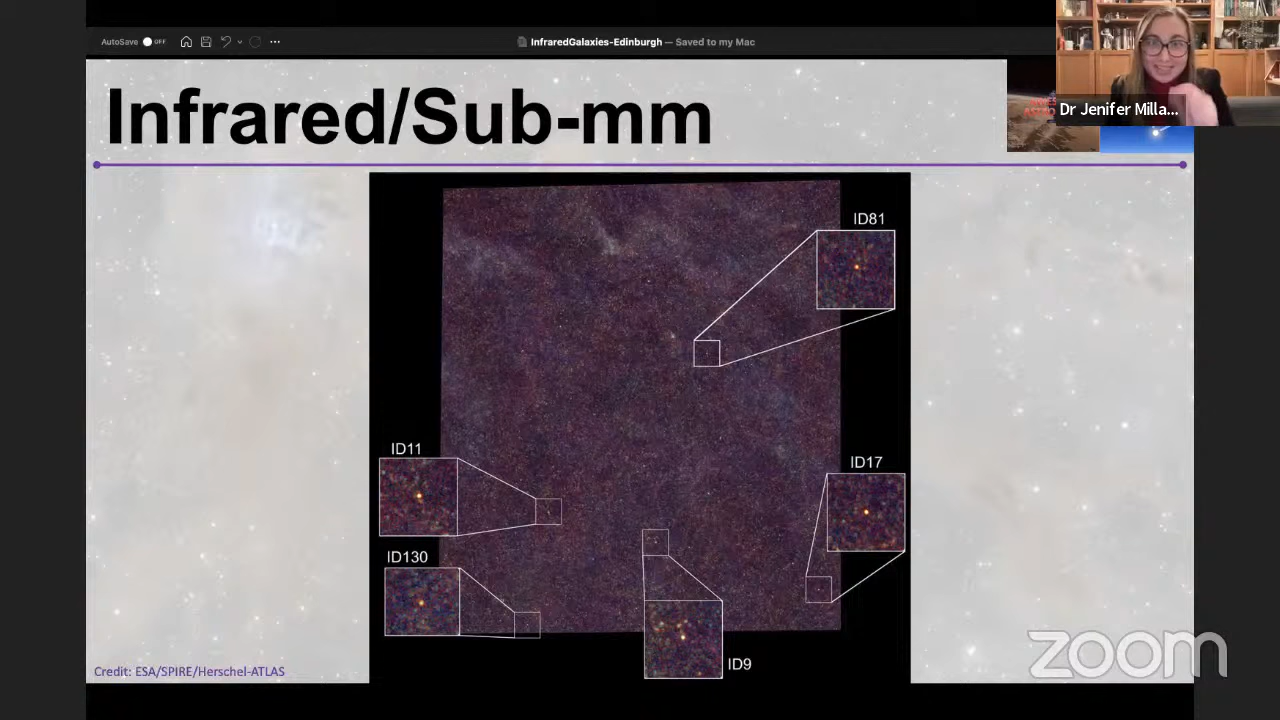 AutoSave OFF
InfraredGalaxies-Edinburgh — Saved to my Mac
Dr Jenifer Milla...
Infrared/Sub-mm
ID81
ID11
ID17
ID130
ID9
Credit: ESA/SPIRE/Herschel-ATLAS
zoom